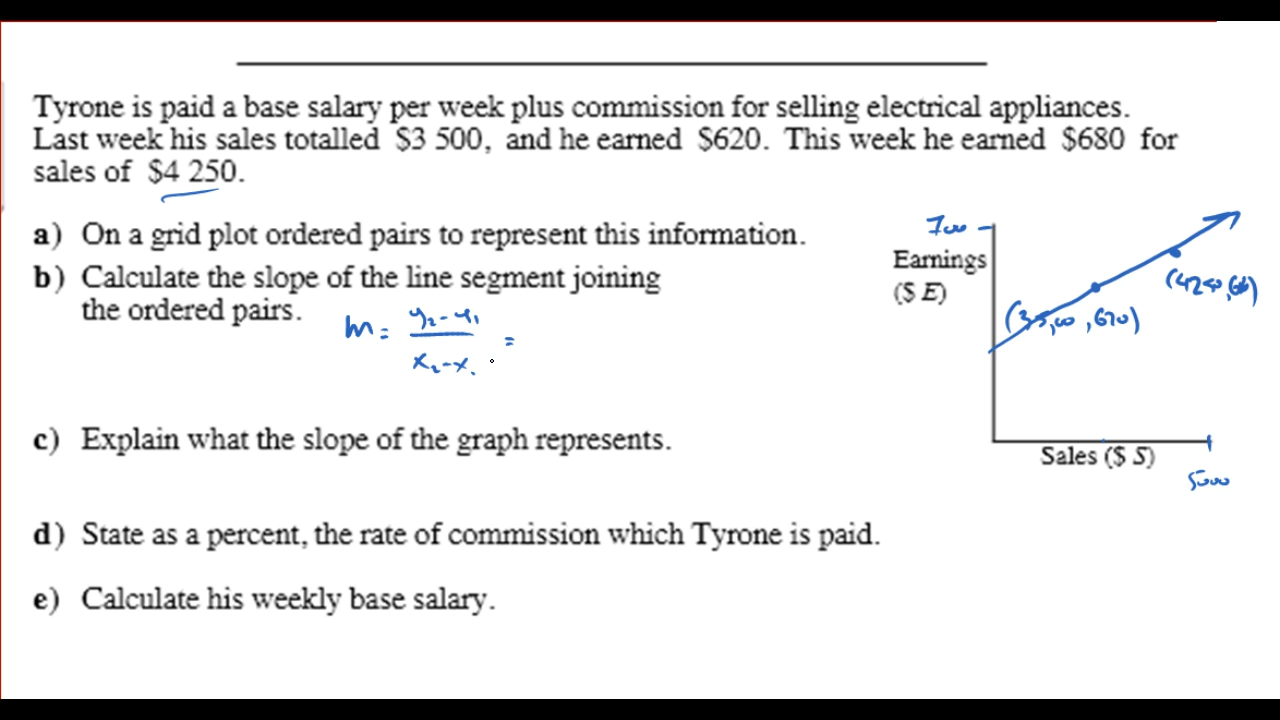 Tyrone is paid a base salary per week plus commission for selling electrical appliances.
Last week his sales totalled $3 500, and he earned $620. This week he earned $680 for
sales of $4 250.
a) On a grid plot ordered pairs to represent this information.
b) Calculate the slope of the line segment joining
the ordered pairs.
m = y₂-y₁ / x₂-x₁ =
c) Explain what the slope of the graph represents.
d) State as a percent, the rate of commission which Tyrone is paid.
e) Calculate his weekly base salary.
700
Earnings
($ E)
Sales ($ S)
5000